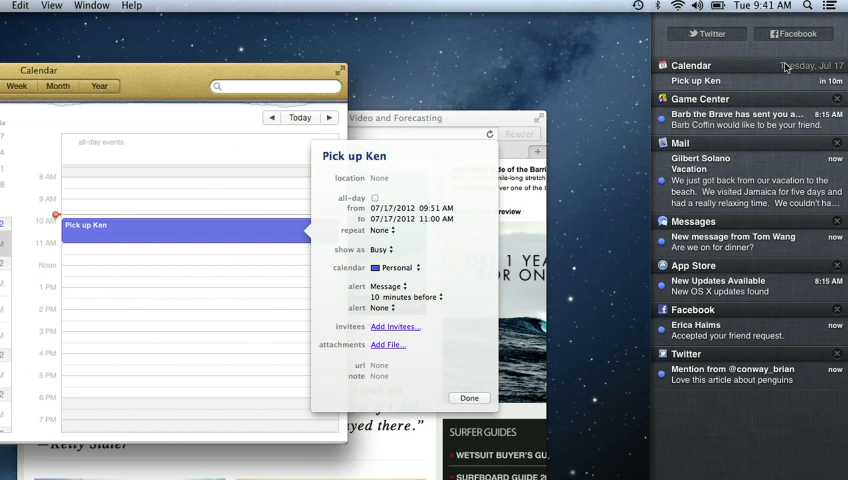 Edit View Window Help
Tue 9:41 AM
Calendar
Week Month Year
Today
all-day events
8 AM
9 AM
10 AM
Pick up Ken
11 AM
Noon
1 PM
2 PM
3 PM
4 PM
5 PM
6 PM
7 PM
Video and Forecasting
Reader
Pick up Ken
location None
all-day
from 07/17/2012 09:51 AM
to 07/17/2012 11:00 AM
repeat None
show as Busy
calendar Personal
alert Message
10 minutes before
alert None
invitees Add Invitees...
attachments Add File...
url None
note None
Done
review
GET 1 YEA
FOR ON
ayed there.”
—Kelly Slater
SURFER GUIDES
WETSUIT BUYER'S GU
SURFBOARD GUIDE 20
Twitter
Facebook
Calendar Tuesday, Jul 17
Pick up Ken in 10m
Game Center
Barb the Brave has sent you a... 8:15 AM
Barb Coffin would like to be your friend.
Mail
Gilbert Solano now
Vacation
We just got back from our vacation to the
beach. We visited Jamaica for five days and
had a really relaxing time. We couldn't ha...
Messages
New message from Tom Wang now
Are we on for dinner?
App Store
New Updates Available 8:15 AM
New OS X updates found
Facebook
Erica Haims now
Accepted your friend request.
Twitter
Mention from @conway_brian now
Love this article about penguins